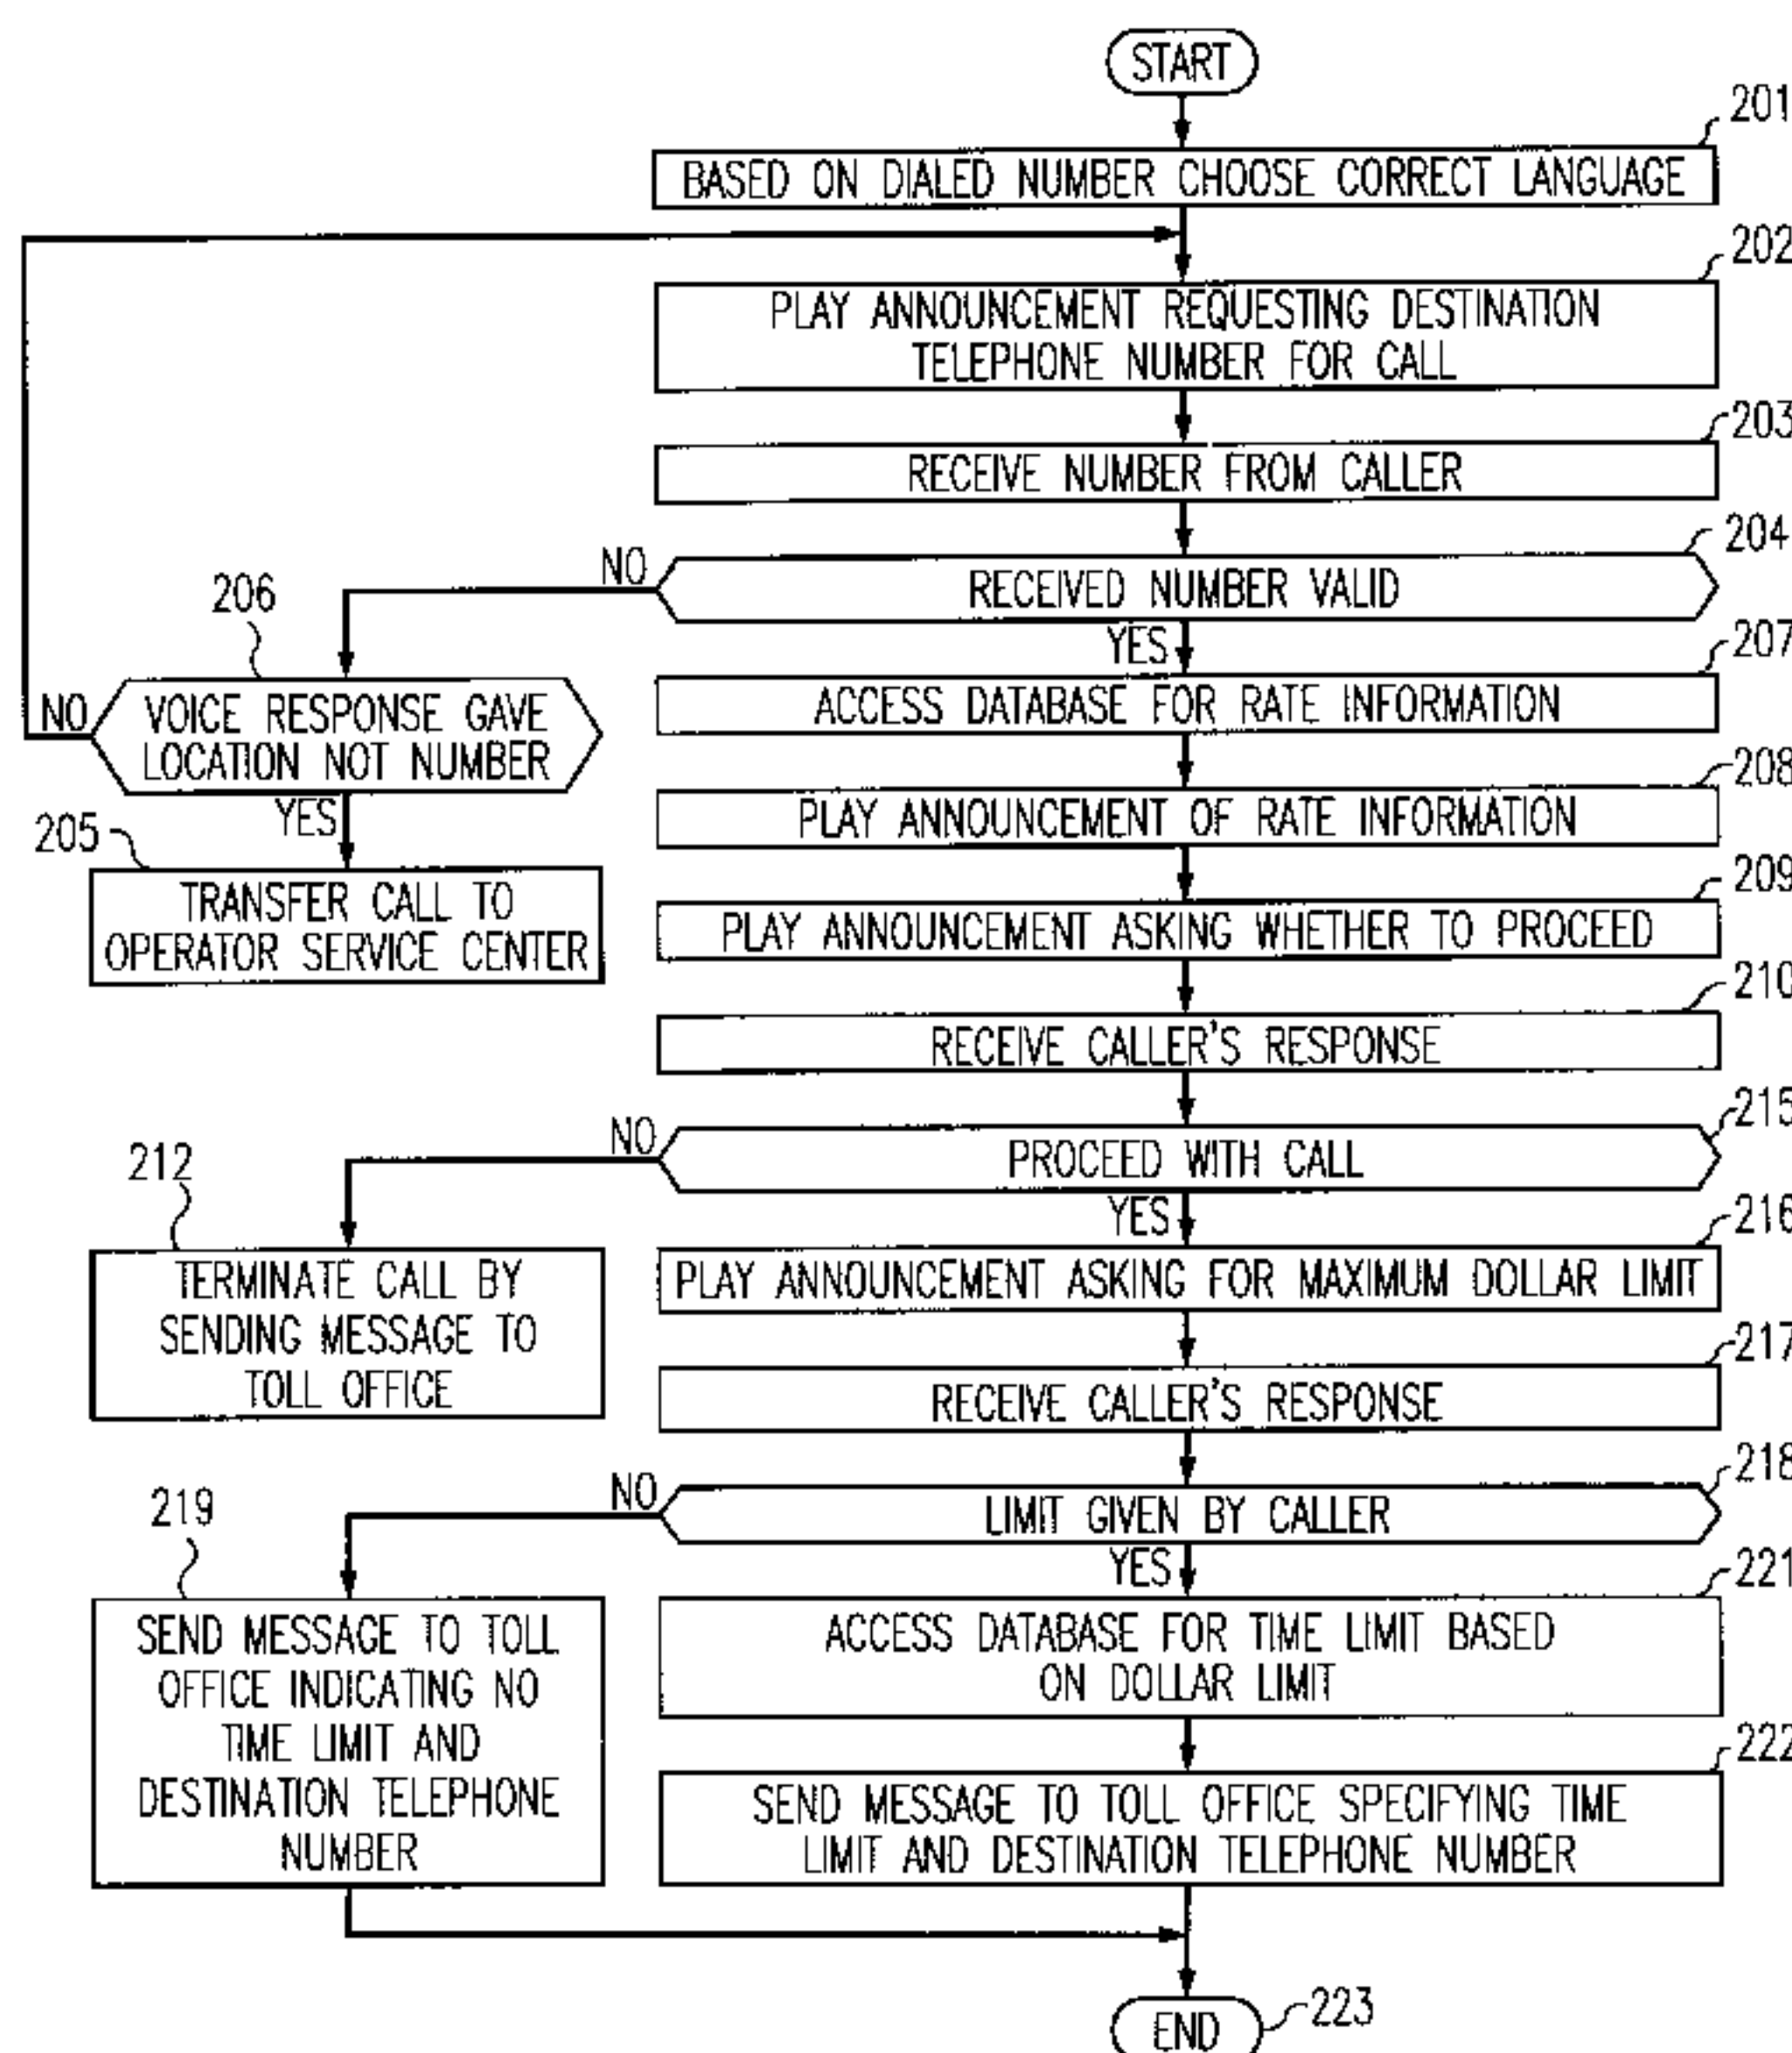 START
201
BASED ON DIALED NUMBER CHOOSE CORRECT LANGUAGE
202
PLAY ANNOUNCEMENT REQUESTING DESTINATION
TELEPHONE NUMBER FOR CALL
203
RECEIVE NUMBER FROM CALLER
204
NO
RECEIVED NUMBER VALID
YES
206
NO
VOICE RESPONSE GAVE
LOCATION NOT NUMBER
YES
205
TRANSFER CALL TO
OPERATOR SERVICE CENTER
207
ACCESS DATABASE FOR RATE INFORMATION
208
PLAY ANNOUNCEMENT OF RATE INFORMATION
209
PLAY ANNOUNCEMENT ASKING WHETHER TO PROCEED
210
RECEIVE CALLER'S RESPONSE
215
NO
PROCEED WITH CALL
YES
212
TERMINATE CALL BY
SENDING MESSAGE TO
TOLL OFFICE
216
PLAY ANNOUNCEMENT ASKING FOR MAXIMUM DOLLAR LIMIT
217
RECEIVE CALLER'S RESPONSE
218
NO
LIMIT GIVEN BY CALLER
YES
219
SEND MESSAGE TO TOLL
OFFICE INDICATING NO
TIME LIMIT AND
DESTINATION TELEPHONE
NUMBER
221
ACCESS DATABASE FOR TIME LIMIT BASED
ON DOLLAR LIMIT
222
SEND MESSAGE TO TOLL OFFICE SPECIFYING TIME
LIMIT AND DESTINATION TELEPHONE NUMBER
END
223